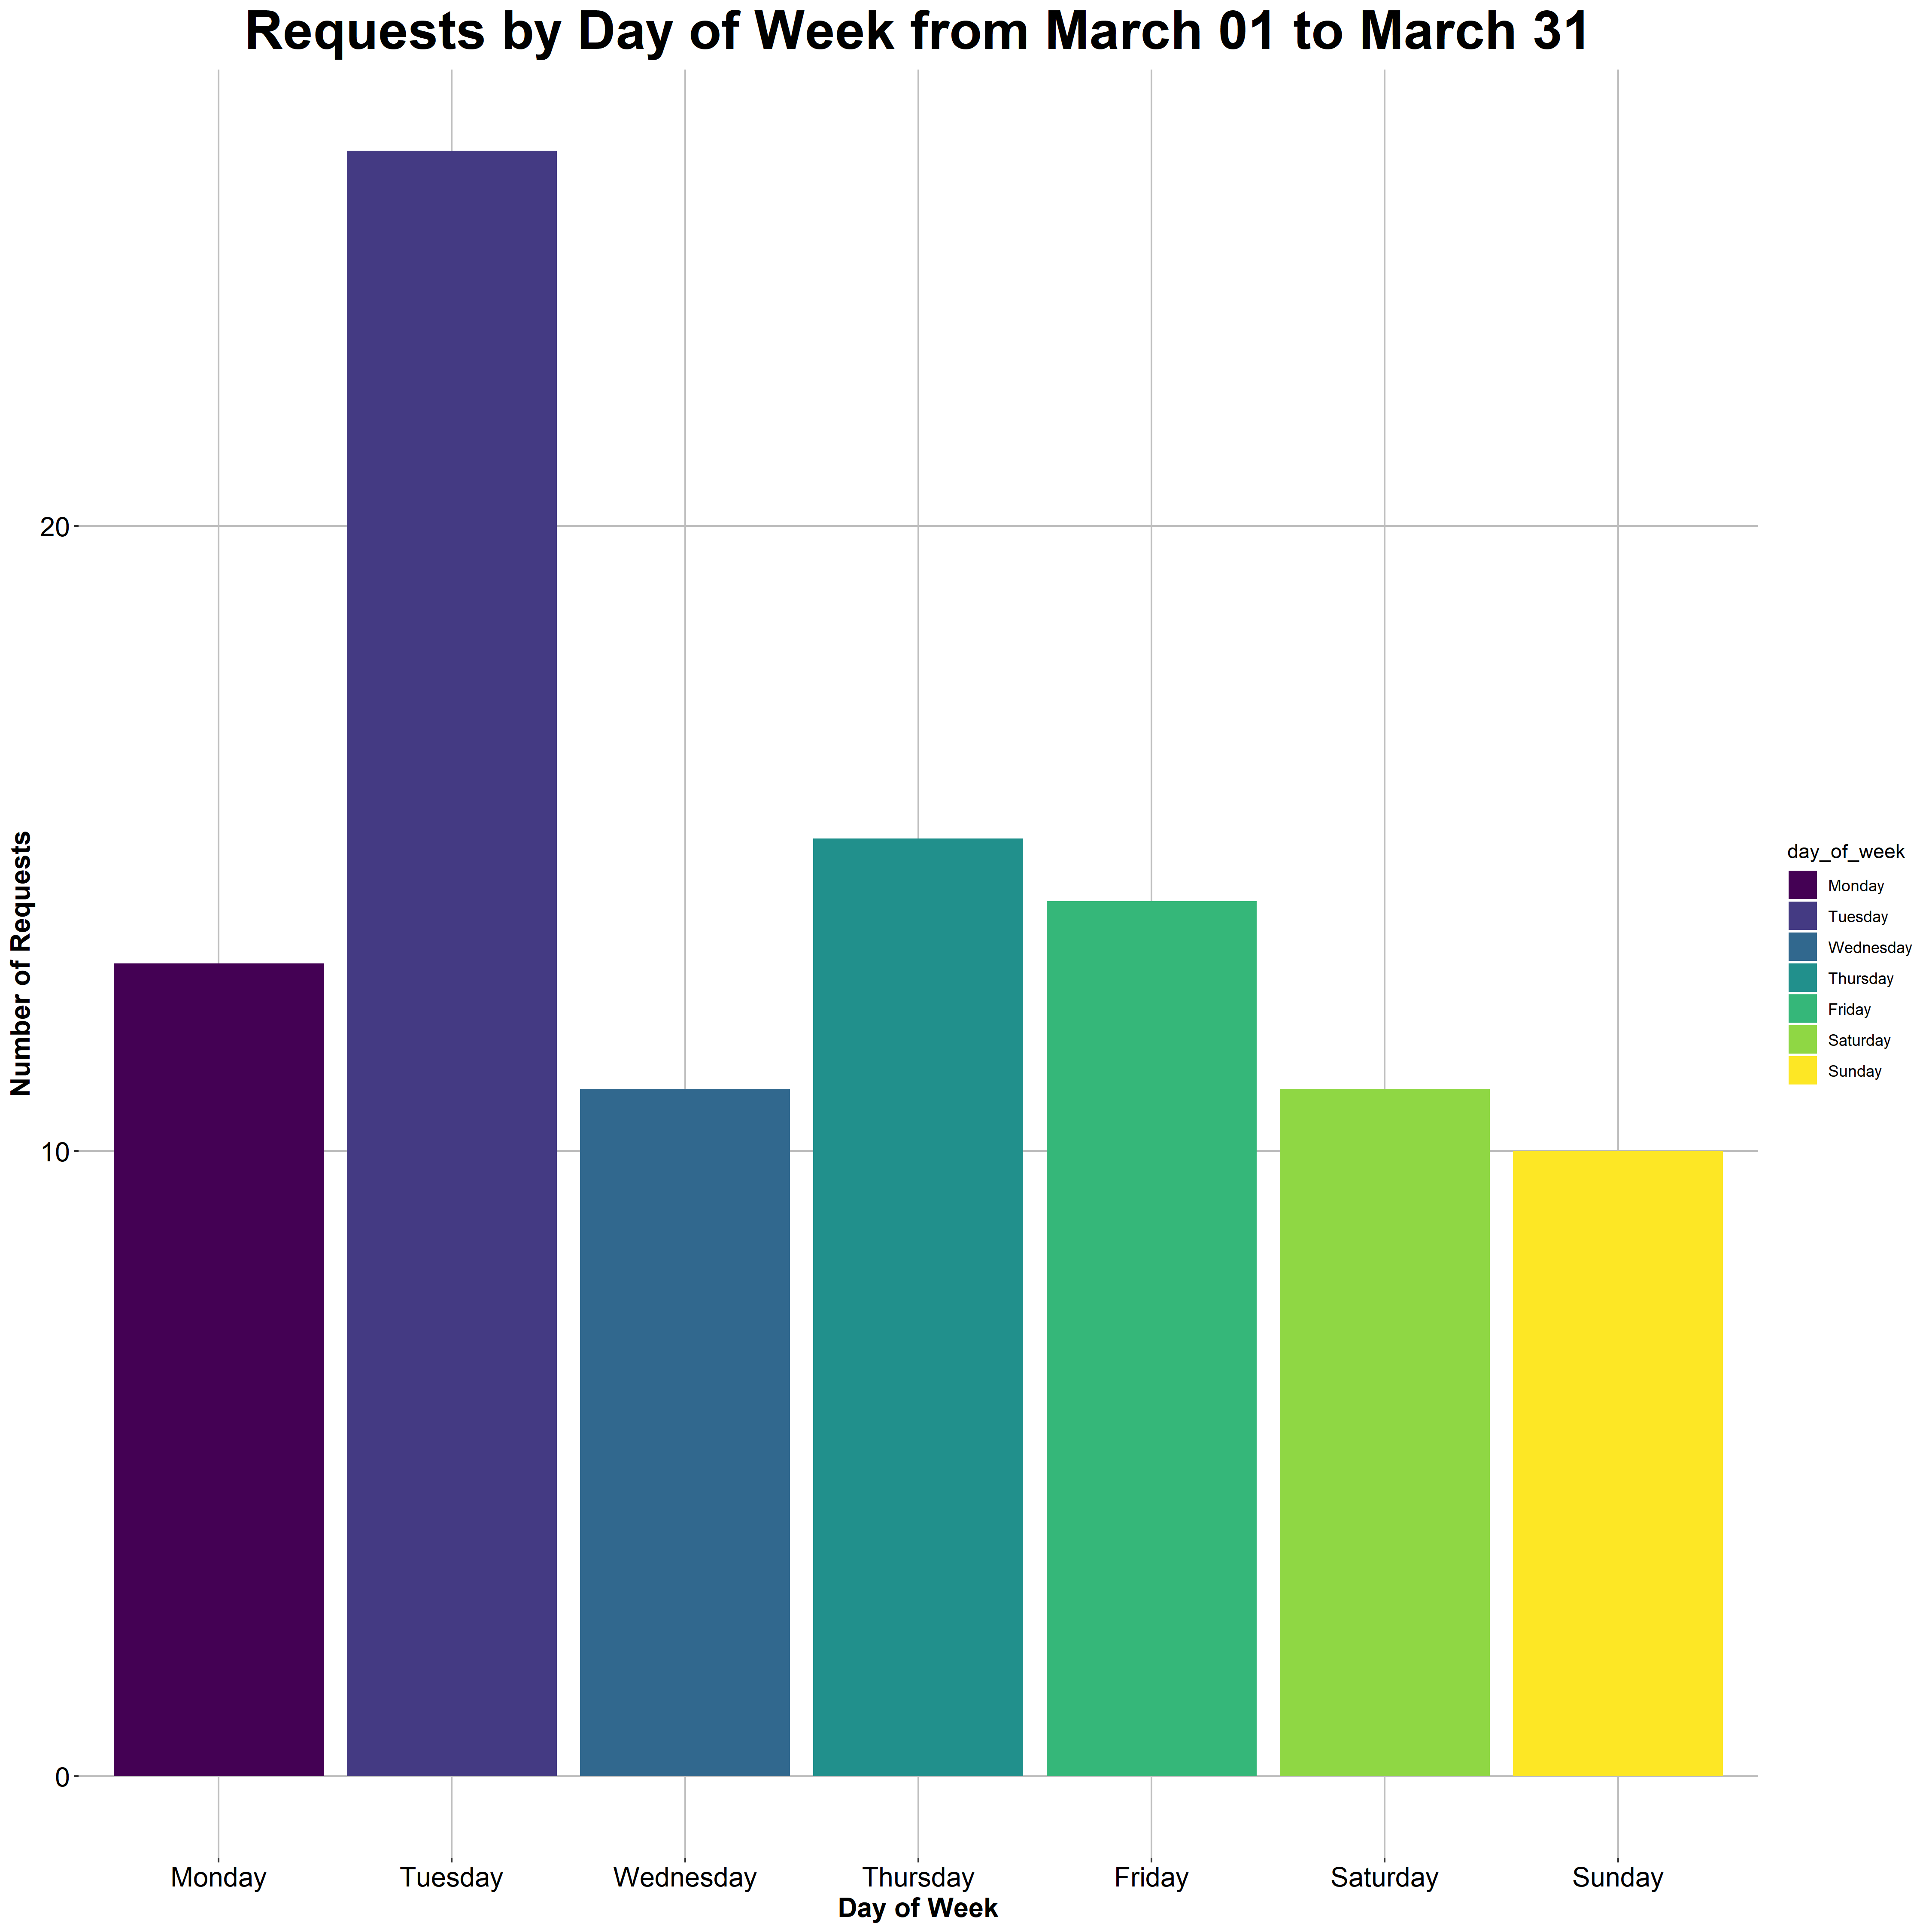 Requests by Day of Week from March 01 to March 31
Number of Requests
20
10
0
Monday Tuesday Wednesday Thursday Friday Saturday Sunday
Day of Week
day_of_week
Monday
Tuesday
Wednesday
Thursday
Friday
Saturday
Sunday